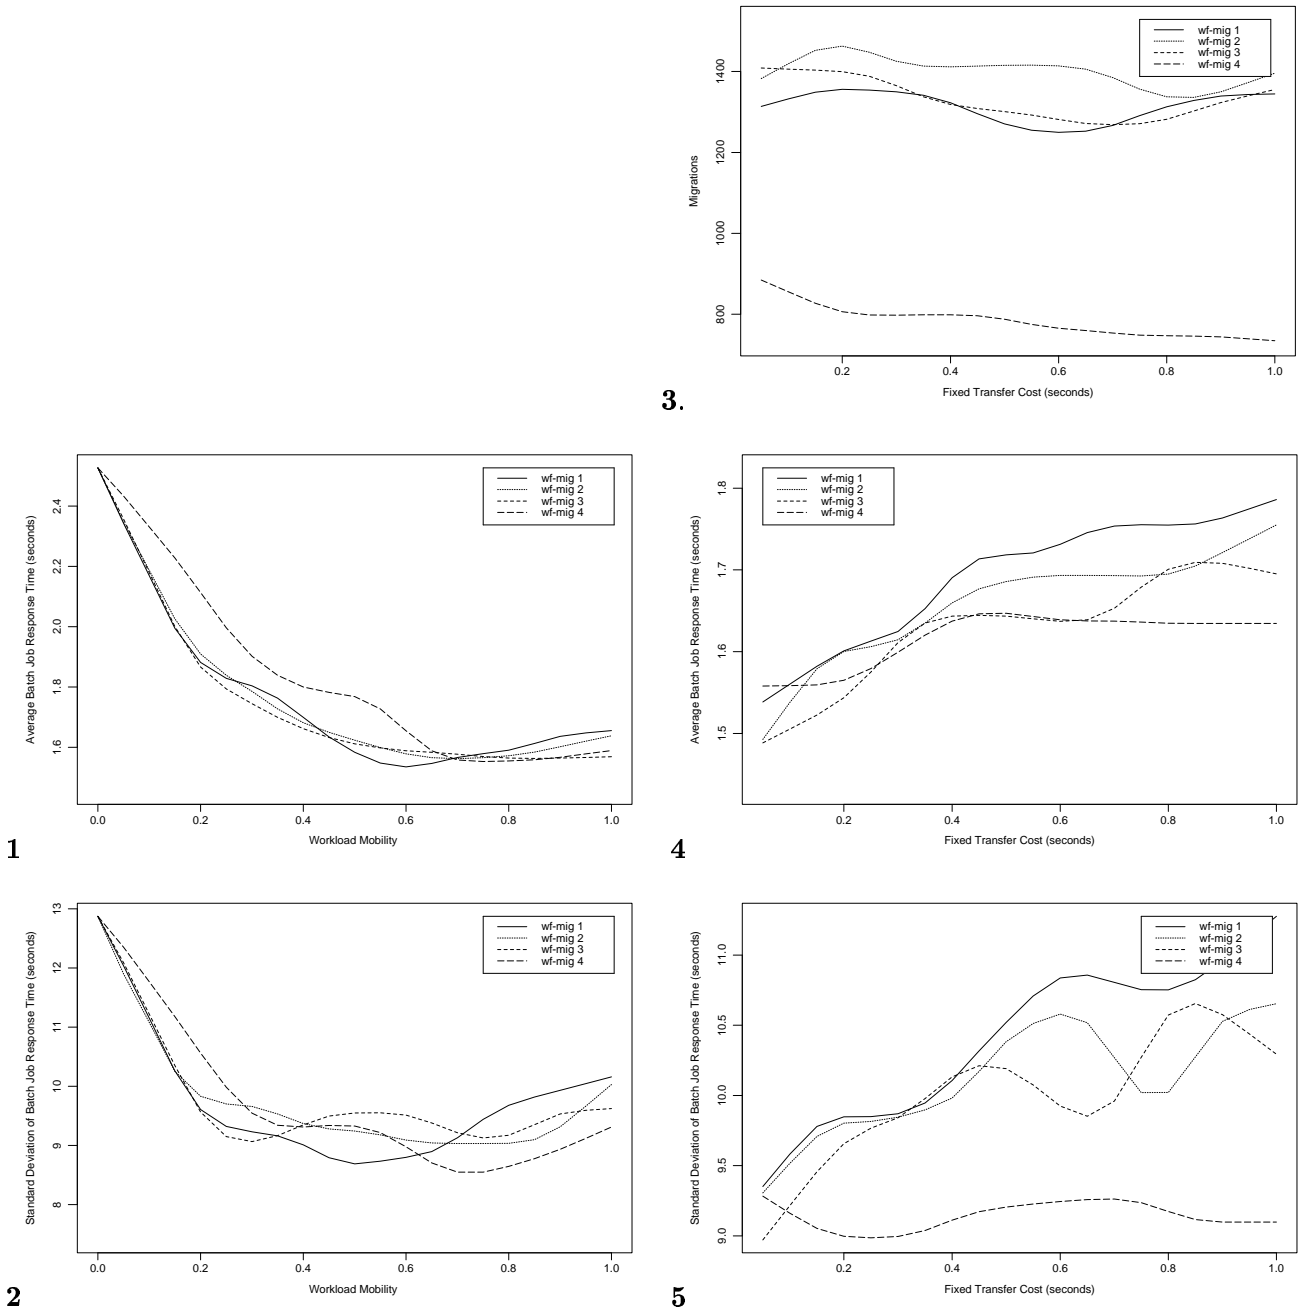 wf-mig 1
wf-mig 2
wf-mig 3
wf-mig 4
Migrations
1400
1200
1000
800
0.2 0.4 0.6 0.8 1.0
Fixed Transfer Cost (seconds)
3.
wf-mig 1
wf-mig 2
wf-mig 3
wf-mig 4
Average Batch Job Response Time (seconds)
2.4
2.2
2.0
1.8
1.6
0.0 0.2 0.4 0.6 0.8 1.0
Workload Mobility
1
wf-mig 1
wf-mig 2
wf-mig 3
wf-mig 4
Average Batch Job Response Time (seconds)
1.8
1.7
1.6
1.5
0.2 0.4 0.6 0.8 1.0
Fixed Transfer Cost (seconds)
4
wf-mig 1
wf-mig 2
wf-mig 3
wf-mig 4
Standard Deviation of Batch Job Response Time (seconds)
13
12
11
10
9
8
0.0 0.2 0.4 0.6 0.8 1.0
Workload Mobility
2
wf-mig 1
wf-mig 2
wf-mig 3
wf-mig 4
Standard Deviation of Batch Job Response Time (seconds)
11.0
10.5
10.0
9.5
9.0
0.2 0.4 0.6 0.8 1.0
Fixed Transfer Cost (seconds)
5